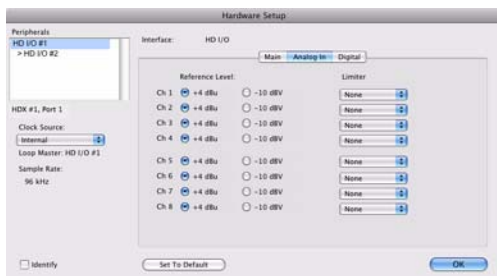 Hardware Setup
Peripherals
HD I/O #1
> HD I/O #2
HDX #1, Port 1
Clock Source:
Internal
Loop Master: HD I/O #1
Sample Rate:
96 kHz
Identify
Interface: HD I/O
Main Analog In Digital
Reference Level: Limiter
Ch 1 +4 dBu -10 dBV None
Ch 2 +4 dBu -10 dBV None
Ch 3 +4 dBu -10 dBV None
Ch 4 +4 dBu -10 dBV None
Ch 5 +4 dBu -10 dBV None
Ch 6 +4 dBu -10 dBV None
Ch 7 +4 dBu -10 dBV None
Ch 8 +4 dBu -10 dBV None
Set To Default
OK